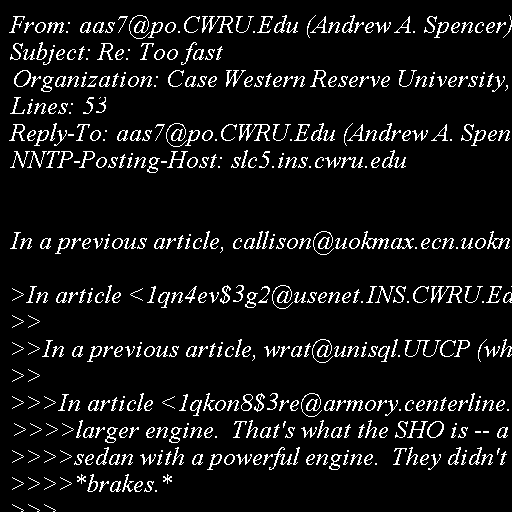 From: aas7@po.CWRU.Edu (Andrew A. Spencer)
Subject: Re: Too fast
Organization: Case Western Reserve University,
Lines: 53
Reply-To: aas7@po.CWRU.Edu (Andrew A. Spen
NNTP-Posting-Host: slc5.ins.cwru.edu
In a previous article, callison@uokmax.ecn.uokn
>In article <1qn4ev$3g2@usenet.INS.CWRU.Ed
>>
>>In a previous article, wrat@unisql.UUCP (wh
>>
>>>In article <1qkon8$3re@armory.centerline.
>>>>larger engine.  That's what the SHO is -- a
>>>>sedan with a powerful engine.  They didn't
>>>>*brakes.*
>>>